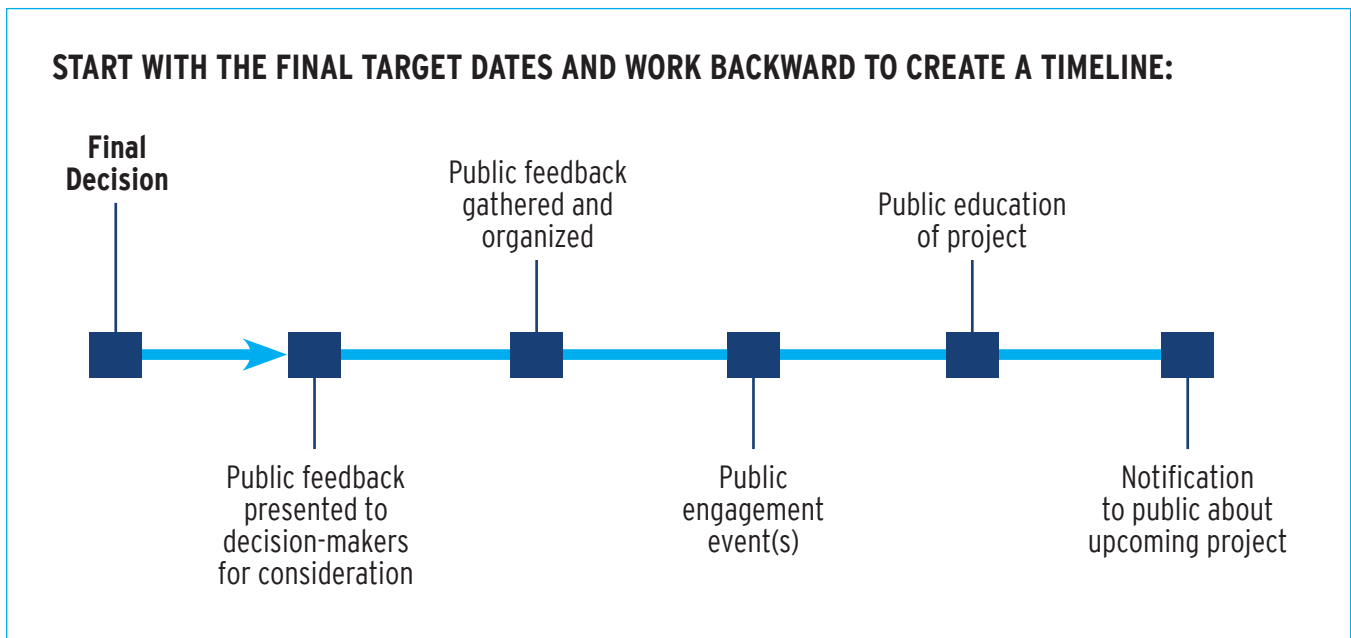 START WITH THE FINAL TARGET DATES AND WORK BACKWARD TO CREATE A TIMELINE:
Final
Decision
Public feedback
presented to
decision-makers
for consideration
Public feedback
gathered and
organized
Public
engagement
event(s)
Public education
of project
Notification
to public about
upcoming project